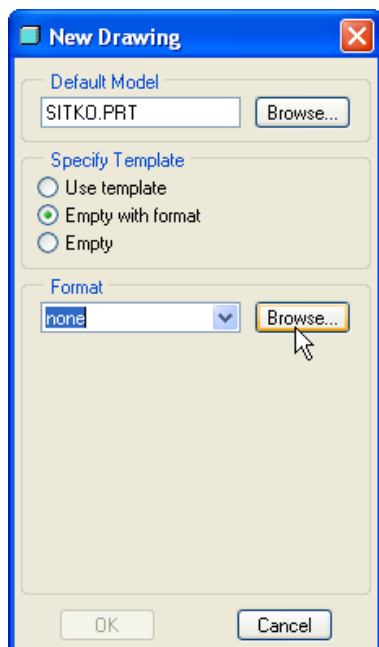 New Drawing
Default Model
SITKO.PRT Browse...
Specify Template
Use template
Empty with format
Empty
Format
none Browse...
OK Cancel